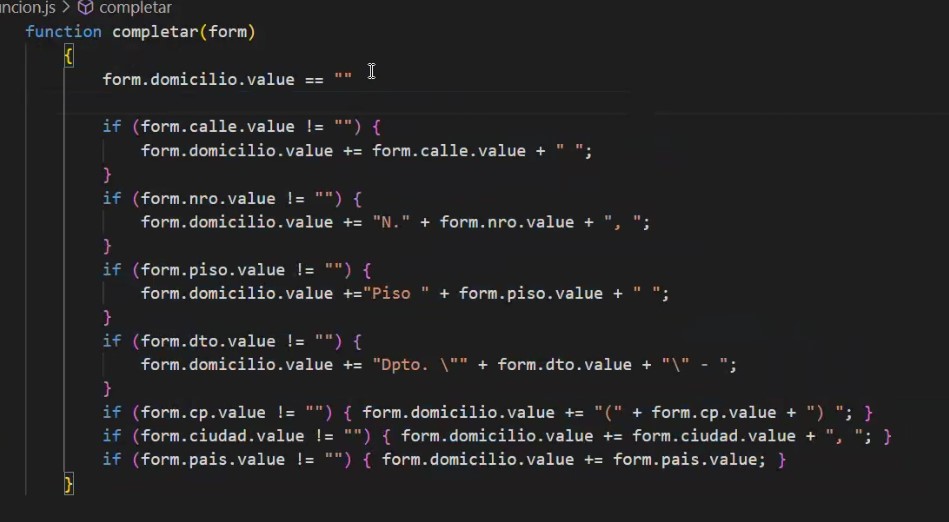 ncion.js > completar
function completar(form)
{
form.domicilio.value == ""
if (form.calle.value != "") {
form.domicilio.value += form.calle.value + " ";
}
if (form.nro.value != "") {
form.domicilio.value += "N." + form.nro.value + ", ";
}
if (form.piso.value != "") {
form.domicilio.value +="Piso " + form.piso.value + " ";
}
if (form.dto.value != "") {
form.domicilio.value += "Dpto. \"" + form.dto.value + "\" - ";
}
if (form.cp.value != "") { form.domicilio.value += "(" + form.cp.value + ") "; }
if (form.ciudad.value != "") { form.domicilio.value += form.ciudad.value + ", "; }
if (form.pais.value != "") { form.domicilio.value += form.pais.value; }
}